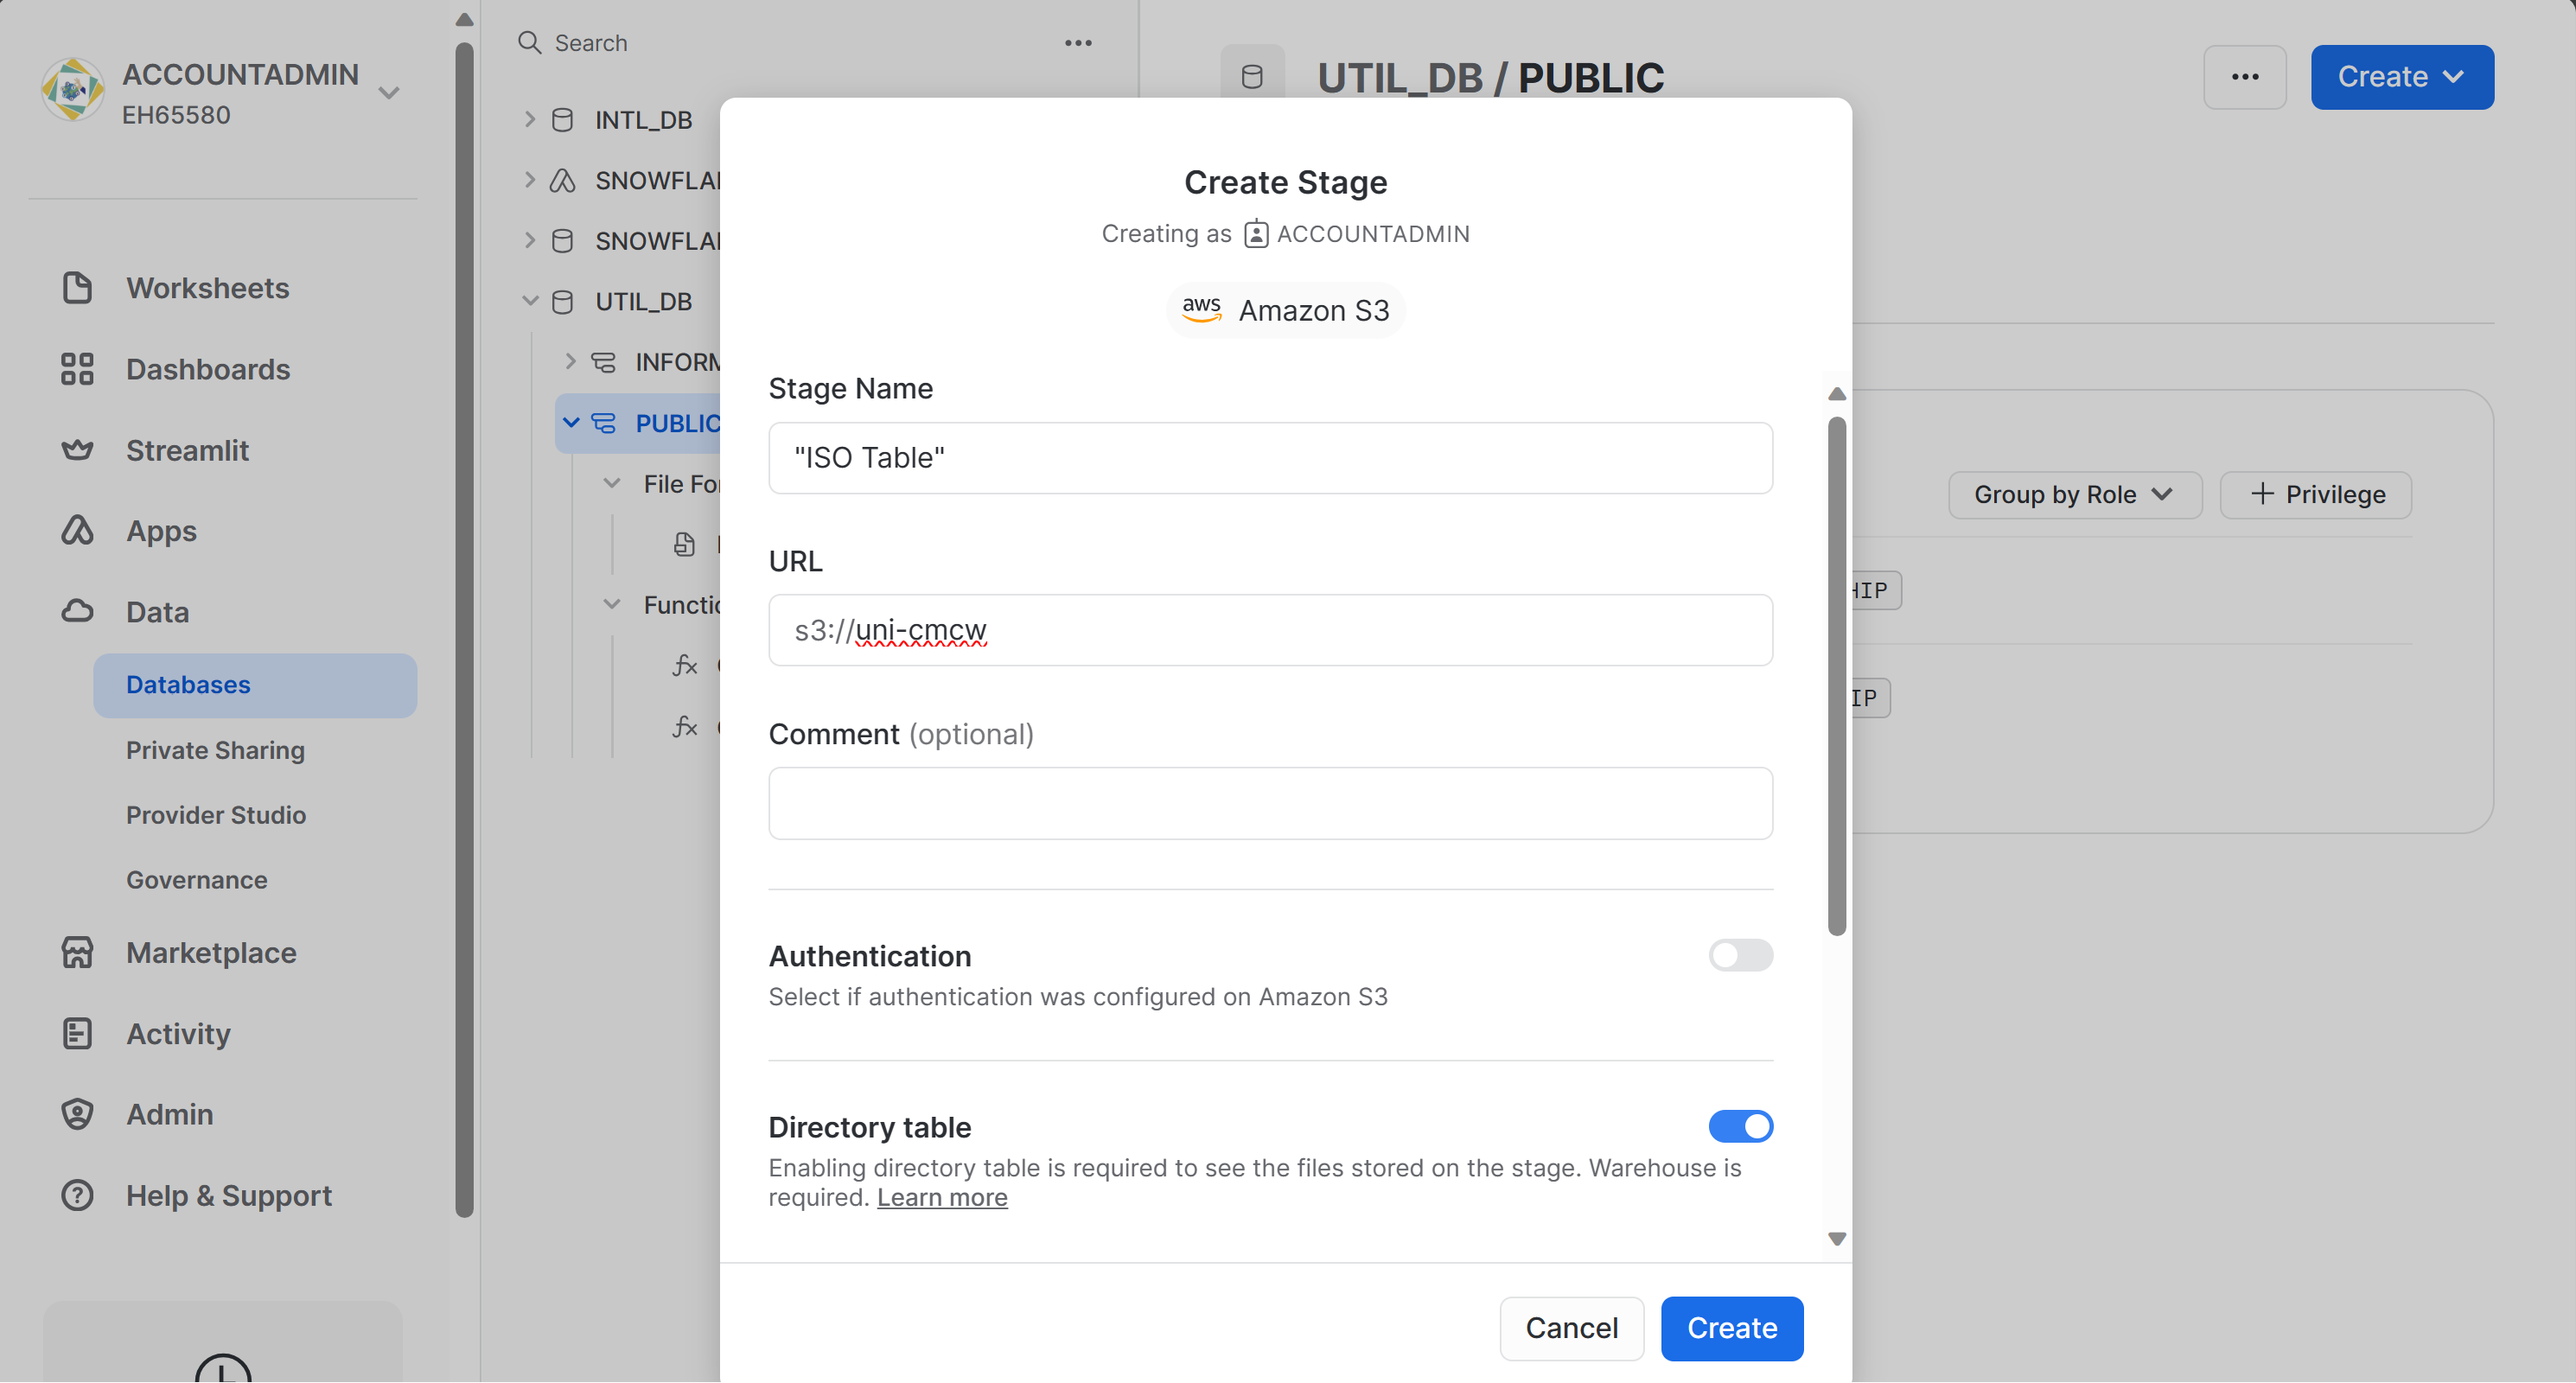 ACCOUNTADMIN
EH65580
Worksheets
Dashboards
Streamlit
Apps
Data
Databases
Private Sharing
Provider Studio
Governance
Marketplace
Activity
Admin
Help & Support
Search
INTL_DB
SNOWFLA
SNOWFLA
UTIL_DB
INFORM
PUBLIC
File Fo
Functi
UTIL_DB / PUBLIC
Create
Group by Role
+ Privilege
HIP
IP
Create Stage
Creating as ACCOUNTADMIN
aws Amazon S3
Stage Name
"ISO Table"
URL
s3://uni-cmcw
Comment (optional)
Authentication
Select if authentication was configured on Amazon S3
Directory table
Enabling directory table is required to see the files stored on the stage. Warehouse is
required. Learn more
Cancel
Create